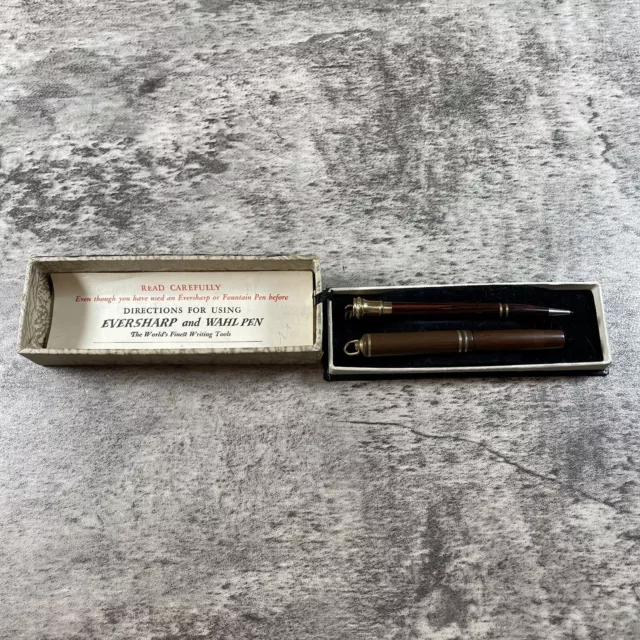 READ CAREFULLY
Even though you have used an Eversharp or Fountain Pen before
DIRECTIONS FOR USING
EVERSHARP and WAHL PEN
The World's Finest Writing Tools